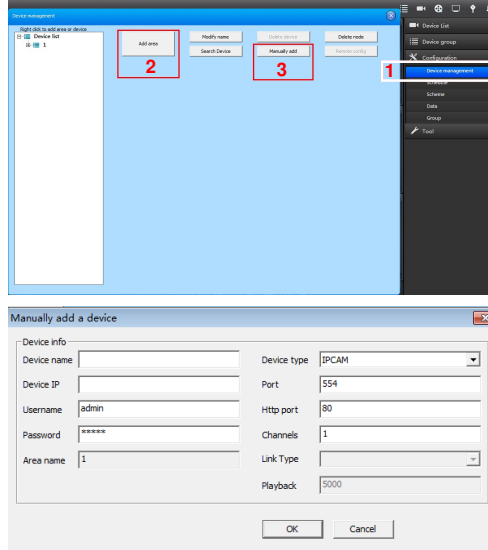 Device management
Right click to add area or device
Device list
1
Add area
2
Modify name
Delete device
Delete node
Search Device
Manually add
Remote config
3
1
Device List
Device group
Configuration
Device management
Schedule
Scheme
Data
Group
Tool
Manually add a device
Device info
Device name
Device type IPCAM
Device IP
Port 554
Username admin
Http port 80
Password *****
Channels 1
Area name 1
Link Type
Playback 5000
OK Cancel